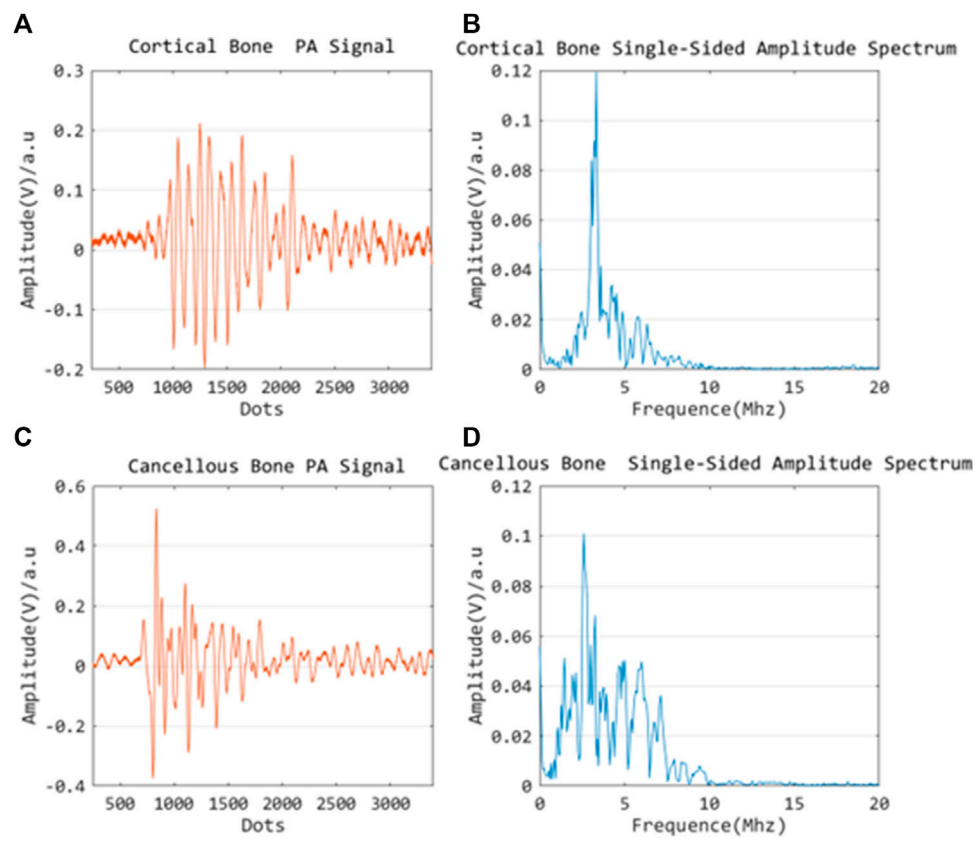 A
Cortical Bone PA Signal
Amplitude(V)/a.u
0.3
0.2
0.1
0
-0.1
-0.2
500 1000 1500 2000 2500 3000
Dots
B
Cortical Bone Single-Sided Amplitude Spectrum
Amplitude(V)/a.u
0.12
0.1
0.08
0.06
0.04
0.02
0
0 5 10 15 20
Frequence(Mhz)
C
Cancellous Bone PA Signal
Amplitude(V)/a.u
0.6
0.4
0.2
0
-0.2
-0.4
500 1000 1500 2000 2500 3000
Dots
D
Cancellous Bone Single-Sided Amplitude Spectrum
Amplitude(V)/a.u
0.12
0.1
0.08
0.06
0.04
0.02
0
0 5 10 15 20
Frequence(Mhz)